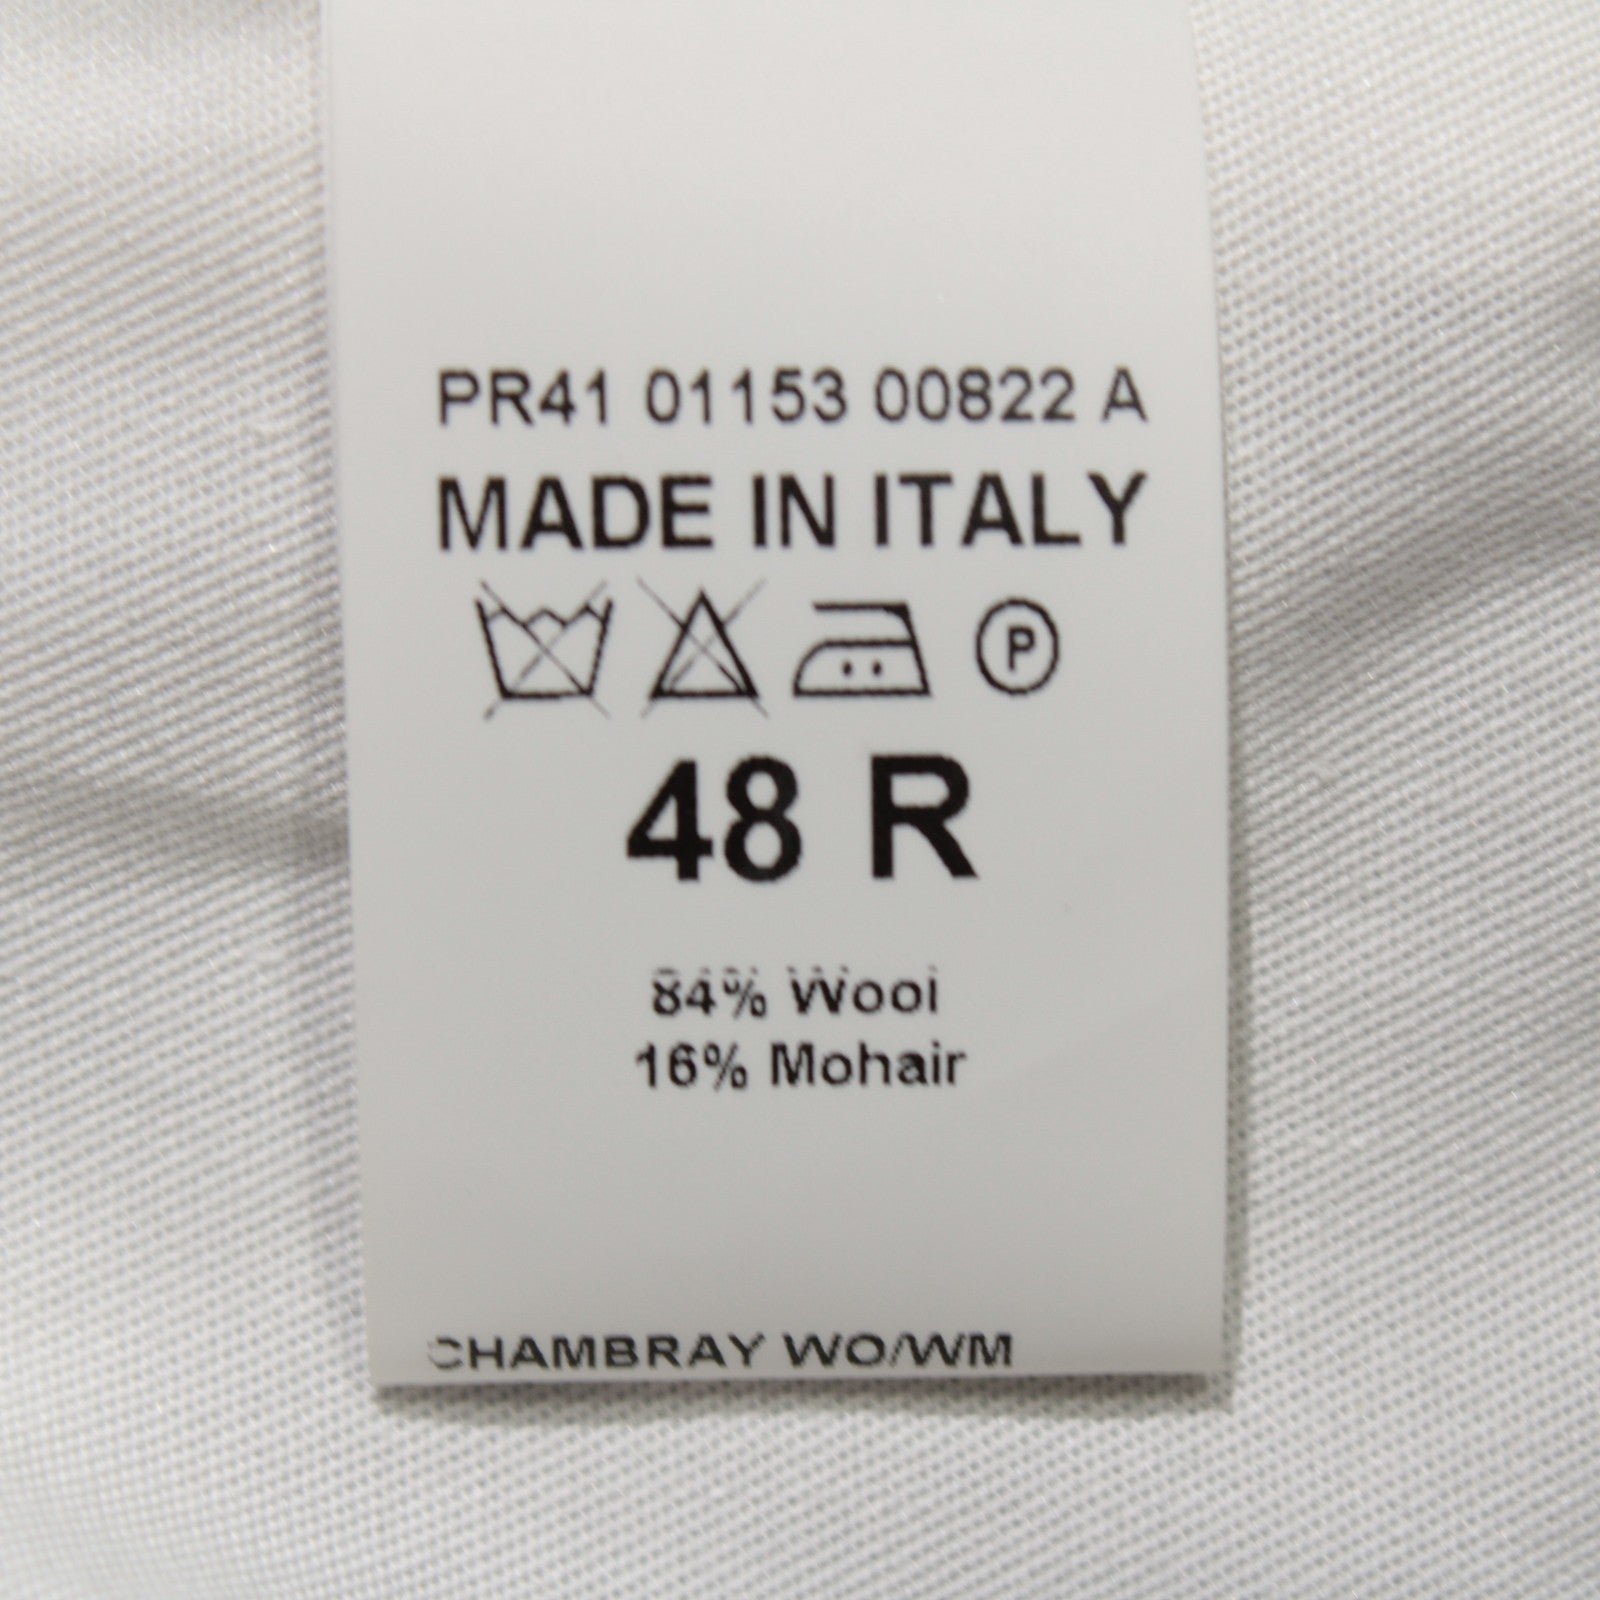 PR41 01153 00822 A
MADE IN ITALY
P
48 R
84% Wool
16% Mohair
CHAMBRAY WO/WM